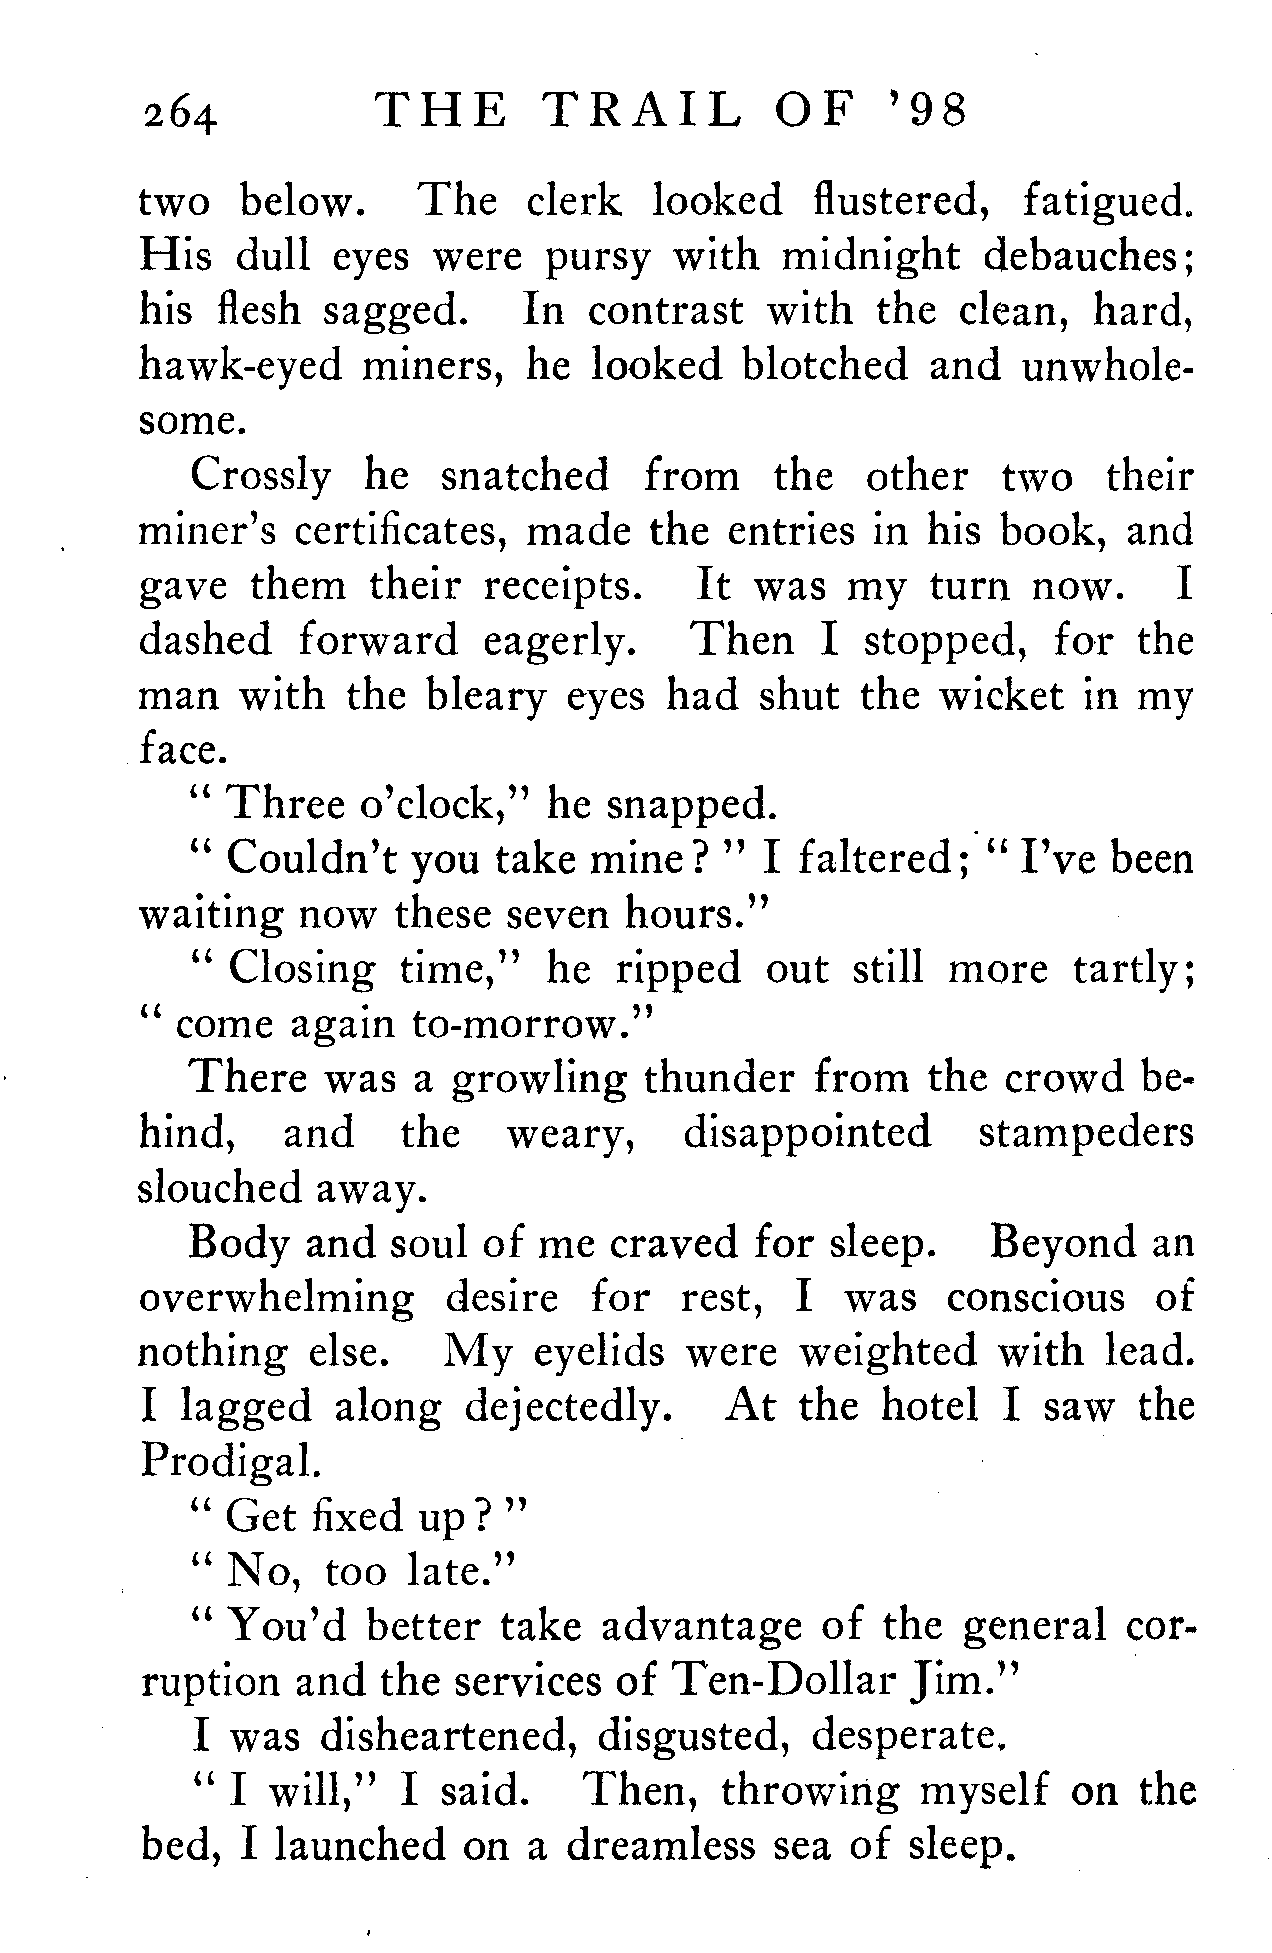 264 THE TRAIL OF '98
two below. The clerk looked flustered, fatigued.
His dull eyes were pursy with midnight debauches;
his flesh sagged. In contrast with the clean, hard,
hawk-eyed miners, he looked blotched and unwhole-
some.
Crossly he snatched from the other two their
miner's certificates, made the entries in his book, and
gave them their receipts. It was my turn now. I
dashed forward eagerly. Then I stopped, for the
man with the bleary eyes had shut the wicket in my
face.
" Three o'clock," he snapped.
" Couldn't you take mine? " I faltered; " I've been
waiting now these seven hours."
" Closing time," he ripped out still more tartly;
" come again to-morrow."
There was a growling thunder from the crowd be-
hind, and the weary, disappointed stampeders
slouched away.
Body and soul of me craved for sleep. Beyond an
overwhelming desire for rest, I was conscious of
nothing else. My eyelids were weighted with lead.
I lagged along dejectedly. At the hotel I saw the
Prodigal.
" Get fixed up? "
" No, too late."
" You'd better take advantage of the general cor-
ruption and the services of Ten-Dollar Jim."
I was disheartened, disgusted, desperate.
" I will," I said. Then, throwing myself on the
bed, I launched on a dreamless sea of sleep.